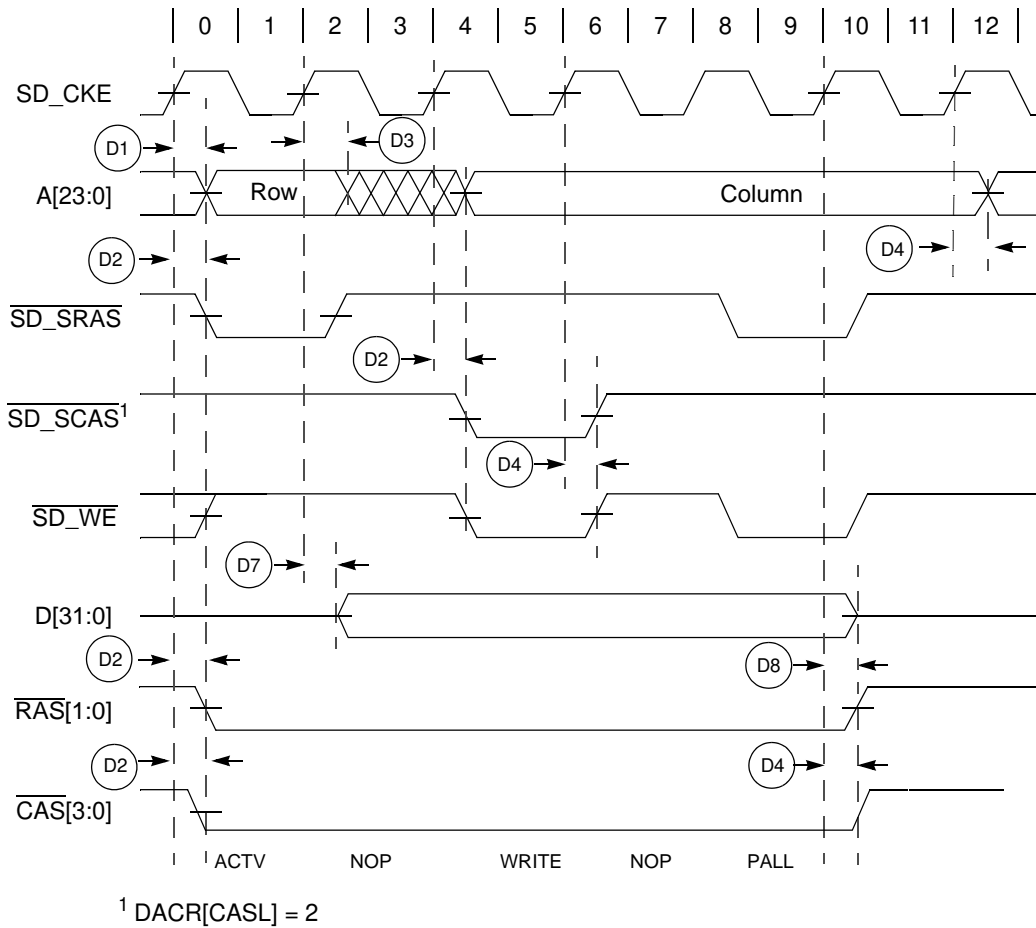 0 1 2 3 4 5 6 7 8 9 10 11 12
SD_CKE
D1
D3
A[23:0]
Row
Column
D2
D4
SD_SRAS
D2
SD_SCAS1
D4
SD_WE
D7
D[31:0]
D2
D8
RAS[1:0]
D2
D4
CAS[3:0]
ACTV NOP WRITE NOP PALL
1 DACR[CASL] = 2